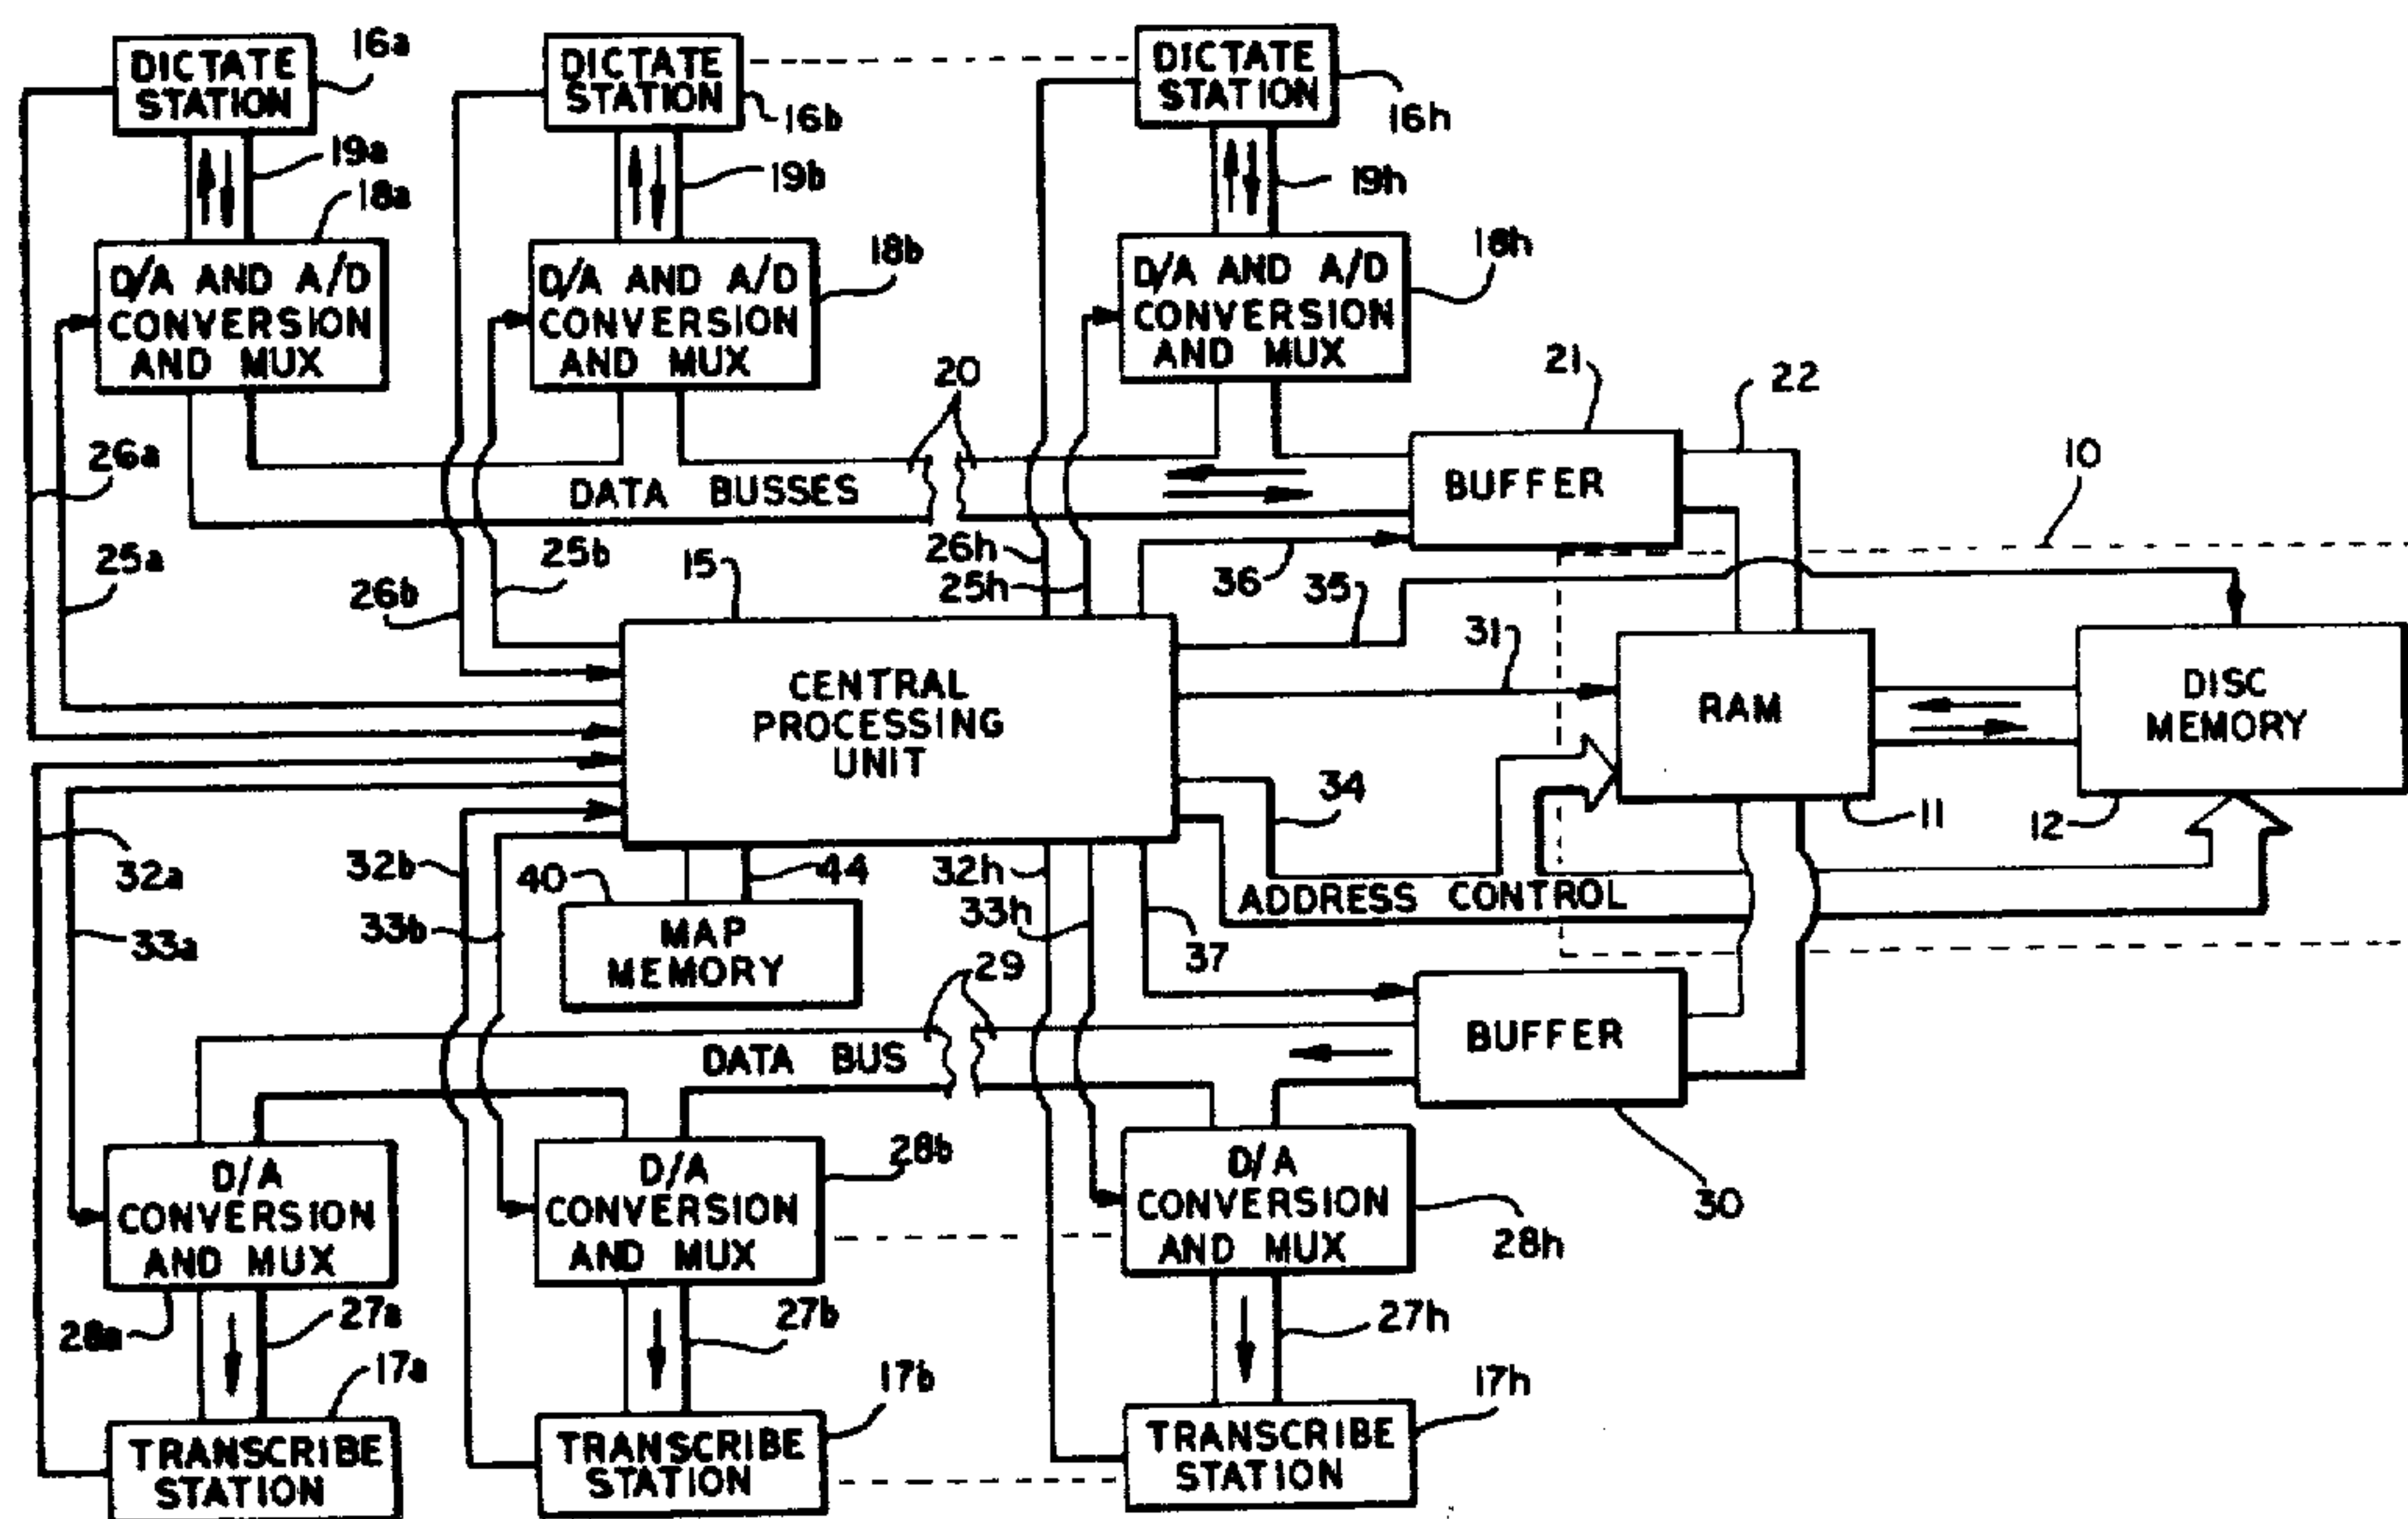 DICTATE
STATION
16a
DICTATE
STATION
16b
DICTATE
STATION
16h
19a
19b
19h
18a
18b
18h
D/A AND A/D
CONVERSION
AND MUX
D/A AND A/D
CONVERSION
AND MUX
D/A AND A/D
CONVERSION
AND MUX
20
21
22
10
26a
DATA BUSSES
BUFFER
25a
26b
25b
15
26h
25h
36
35
31
CENTRAL
PROCESSING
UNIT
RAM
DISC
MEMORY
34
11
12
32a
33a
32b
33b
40
44
32h
33h
37
ADDRESS CONTROL
MAP
MEMORY
29
DATA BUS
BUFFER
30
D/A
CONVERSION
AND MUX
28a
D/A
CONVERSION
AND MUX
28b
D/A
CONVERSION
AND MUX
28h
27a
27b
27h
17a
17b
17h
TRANSCRIBE
STATION
TRANSCRIBE
STATION
TRANSCRIBE
STATION